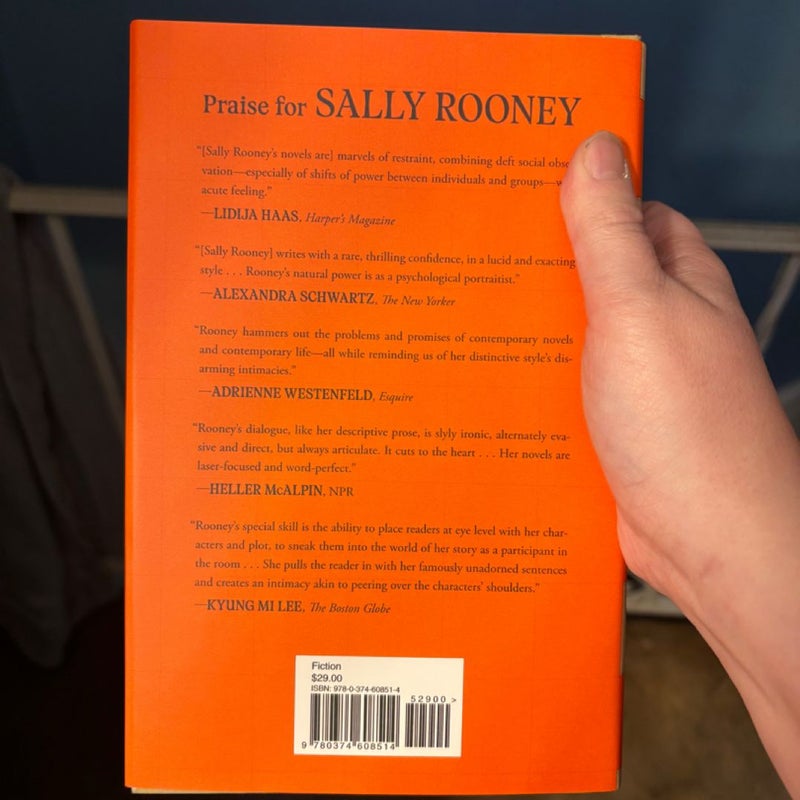 Praise for SALLY ROONEY
“[Sally Rooney’s novels are] marvels of restraint, combining deft social obse
vation—especially of shifts of power between individuals and groups—w
acute feeling.”
—LIDIJA HAAS, Harper’s Magazine
“[Sally Rooney] writes with a rare, thrilling confidence, in a lucid and exacting
style . . . Rooney’s natural power is as a psychological portraitist.”
—ALEXANDRA SCHWARTZ, The New Yorker
“Rooney hammers out the problems and promises of contemporary novels
and contemporary life—all while reminding us of her distinctive style’s dis-
arming intimacies.”
—ADRIENNE WESTENFELD, Esquire
“Rooney’s dialogue, like her descriptive prose, is slyly ironic, alternately eva-
sive and direct, but always articulate. It cuts to the heart . . . Her novels are
laser-focused and word-perfect.”
—HELLER McALPIN, NPR
“Rooney’s special skill is the ability to place readers at eye level with her char-
acters and plot, to sneak them into the world of her story as a participant in
the room . . . She pulls the reader in with her famously unadorned sentences
and creates an intimacy akin to peering over the characters’ shoulders.”
—KYUNG MI LEE, The Boston Globe
Fiction
$29.00
ISBN: 978-0-374-60851-4
52900 >
9 780374 608514